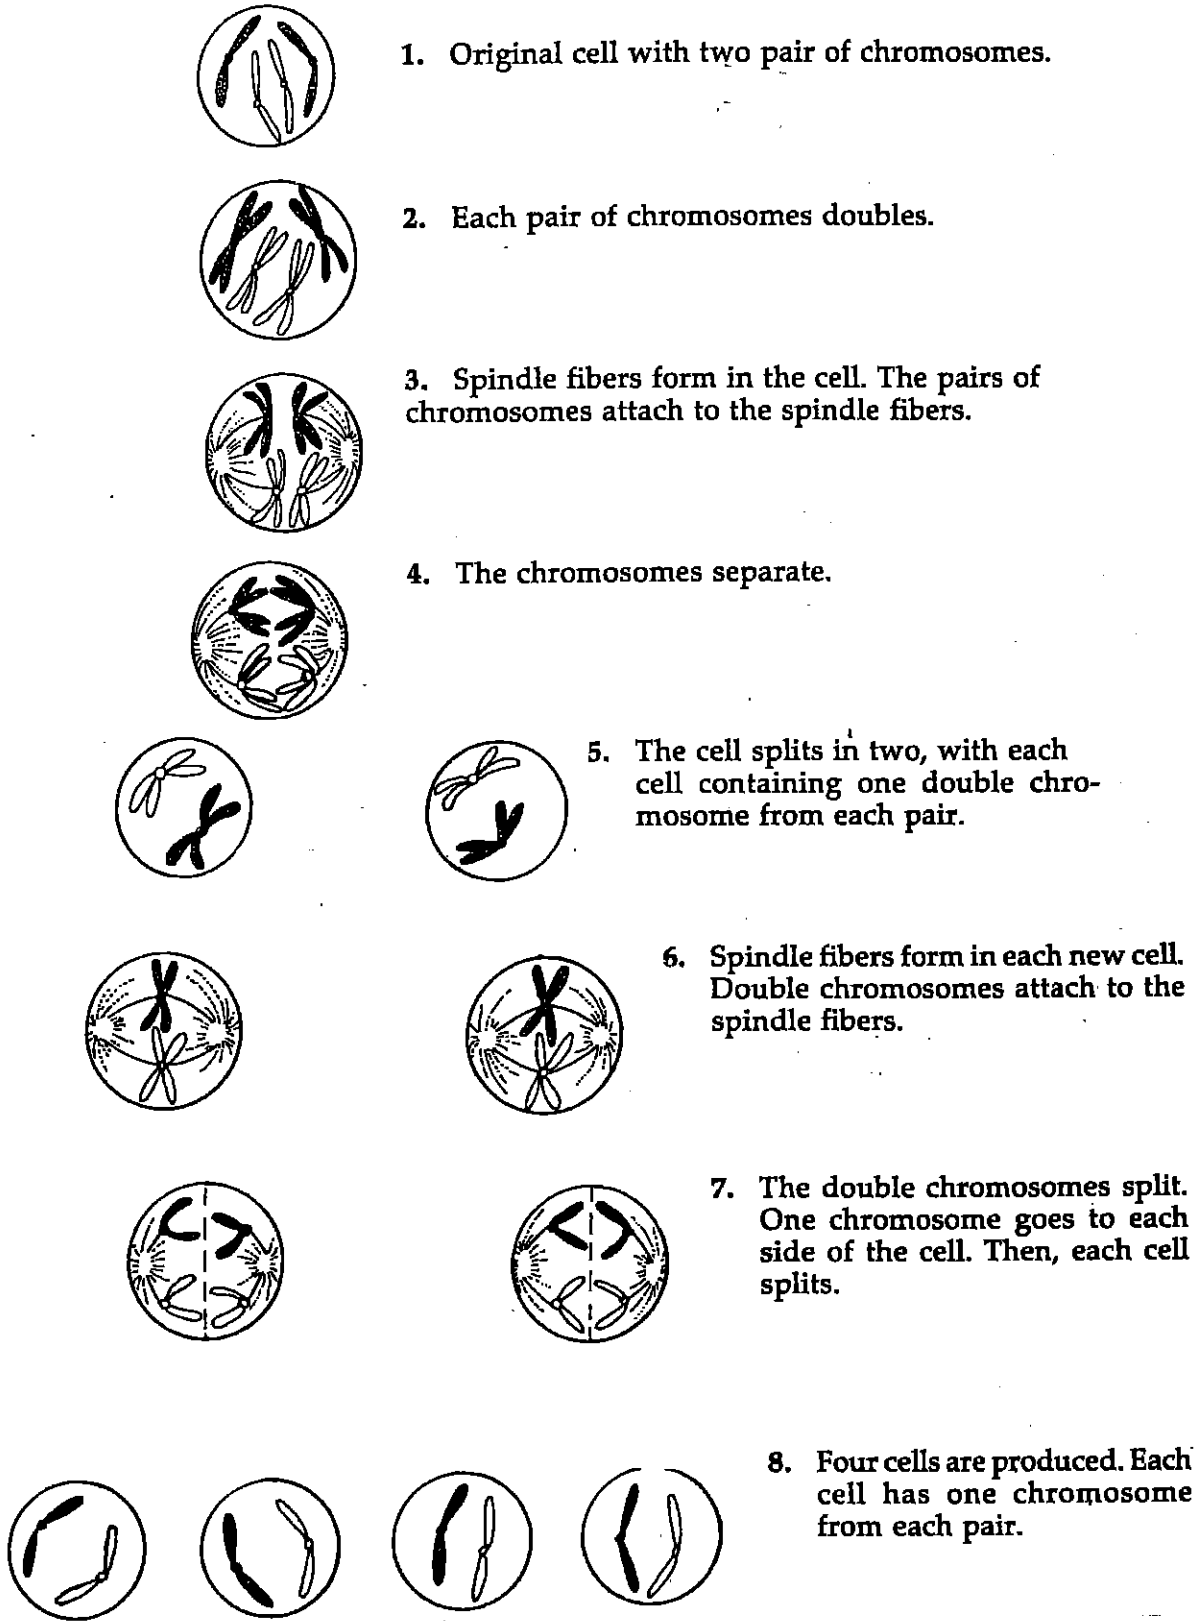 1. Original cell with two pair of chromosomes.
2. Each pair of chromosomes doubles.
3. Spindle fibers form in the cell. The pairs of
chromosomes attach to the spindle fibers.
4. The chromosomes separate.
5. The cell splits in two, with each
cell containing one double chro-
mosome from each pair.
6. Spindle fibers form in each new cell.
Double chromosomes attach to the
spindle fibers.
7. The double chromosomes split.
One chromosome goes to each
side of the cell. Then, each cell
splits.
8. Four cells are produced. Each
cell has one chromosome
from each pair.